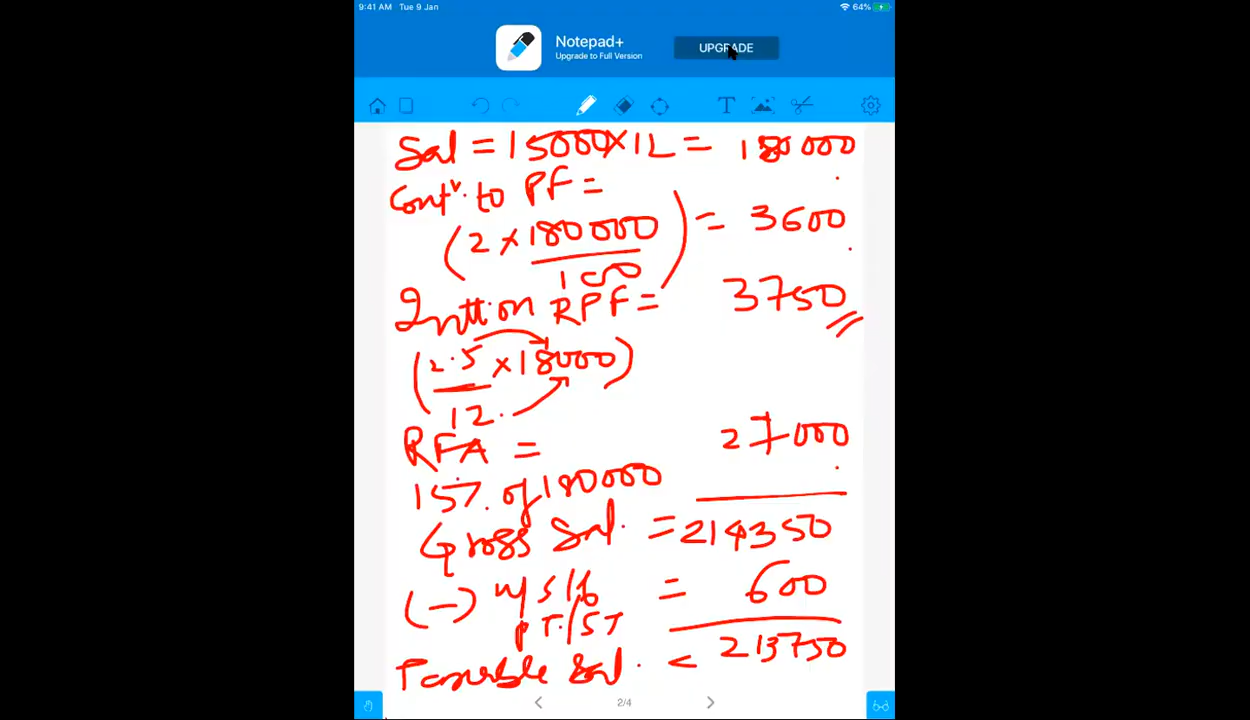 9:41 AM Tue 9 Jan 64%
Notepad+
Upgrade to Full Version
UPGRADE
T
Sal = 15000×12 = 180000
Contv. to PF =
(2 × 180000 / 100) = 3600
Intt. on RPF = 3750
(2.5 / 12 × 18000)
RFA = 27000
15% of 180000
Gross Sal. = 214350
(-) u/s 16 = 600
PT./ST
Taxable Sal. < 213750
2/4